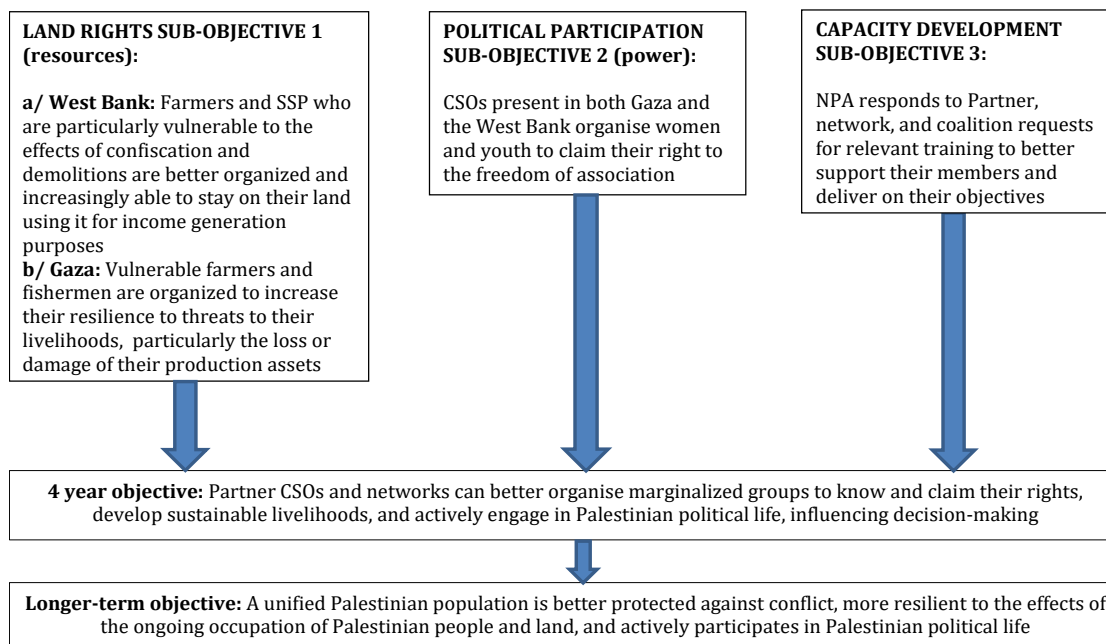 LAND RIGHTS SUB-OBJECTIVE 1
(resources):
a/ West Bank: Farmers and SSP who
are particularly vulnerable to the
effects of confiscation and
demolitions are better organized and
increasingly able to stay on their land
using it for income generation
purposes
b/ Gaza: Vulnerable farmers and
fishermen are organized to increase
their resilience to threats to their
livelihoods, particularly the loss or
damage of their production assets
POLITICAL PARTICIPATION
SUB-OBJECTIVE 2 (power):
CSOs present in both Gaza and
the West Bank organise women
and youth to claim their right to
the freedom of association
CAPACITY DEVELOPMENT
SUB-OBJECTIVE 3:
NPA responds to Partner,
network, and coalition requests
for relevant training to better
support their members and
deliver on their objectives
4 year objective: Partner CSOs and networks can better organise marginalized groups to know and claim their rights,
develop sustainable livelihoods, and actively engage in Palestinian political life, influencing decision-making
Longer-term objective: A unified Palestinian population is better protected against conflict, more resilient to the effects of
the ongoing occupation of Palestinian people and land, and actively participates in Palestinian political life